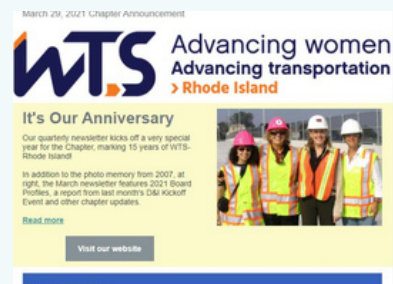 March 29, 2021 Chapter Announcement
WTS
Advancing women
Advancing transportation
> Rhode Island
It's Our Anniversary
Our quarterly newsletter kicks off a very special
year for the Chapter, marking 15 years of WTS-
Rhode Island!
In addition to the photo memory from 2007, at
right, the March newsletter features 2021 Board
Profiles, a report from last month's D&I Kickoff
Event and other chapter updates.
Read more
Visit our website